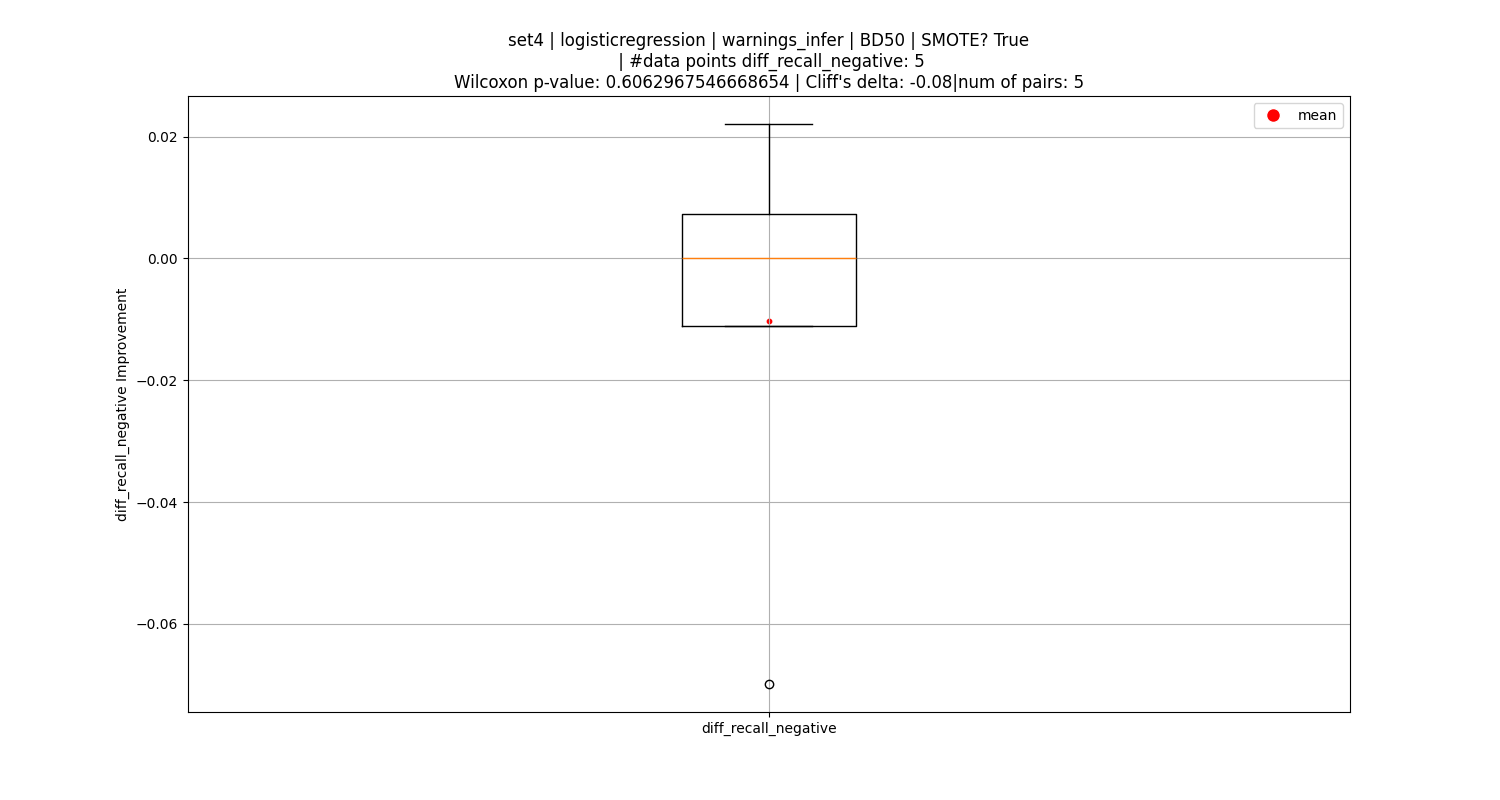 set4 | logisticregression | warnings_infer | BD50 | SMOTE? True
| #data points diff_recall_negative: 5
Wilcoxon p-value: 0.6062967546668654 | Cliff's delta: -0.08|num of pairs: 5
mean
0.02
0.00
−0.02
−0.04
−0.06
diff_recall_negative Improvement
diff_recall_negative